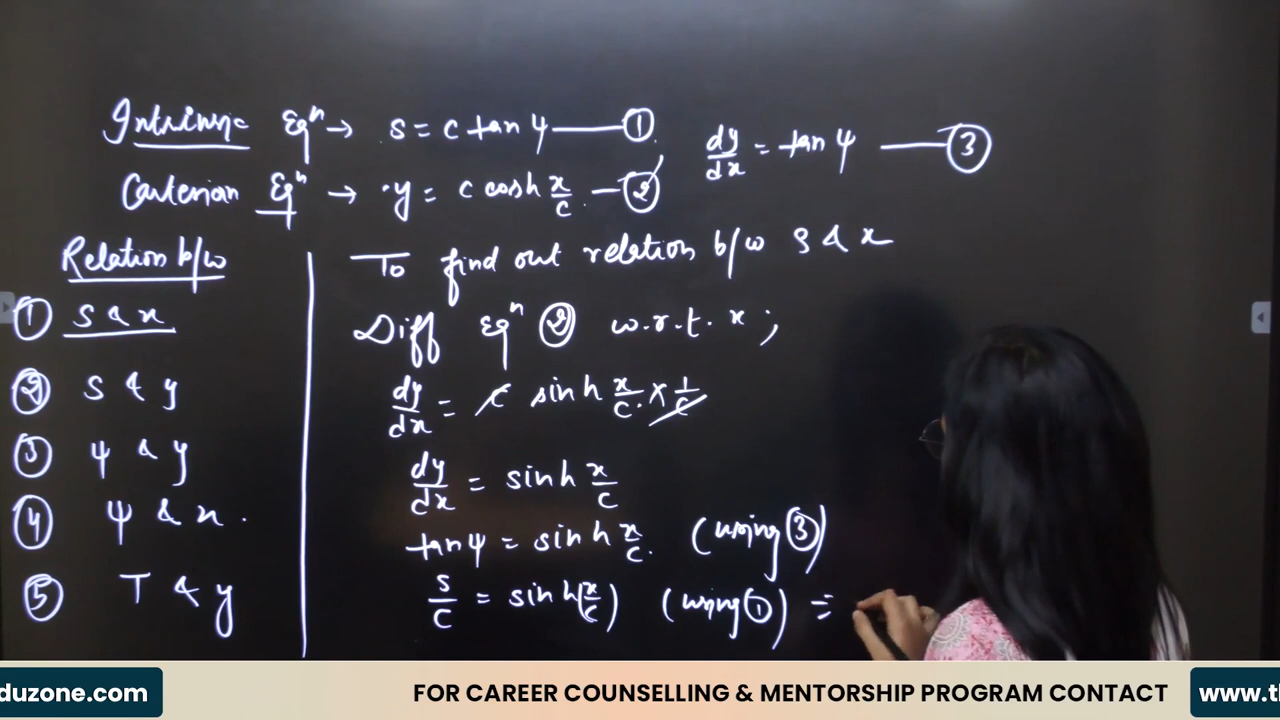 Intrinsic Eqⁿ → s = c tan ψ —— ①
dy/dx = tan ψ —— ③
Carterian Eqⁿ → y = c cosh x/c — ②
Relation b/w
① s & x
② s & y
③ ψ & y
④ ψ & x.
⑤ T & y
To find out relation b/w s & x
Diff Eqⁿ ② w.r.t. x ;
dy/dx = c sinh x/c. × 1/c
dy/dx = sinh x/c
tan ψ = sinh x/c. (using ③)
s/c = sinh(x/c) (using ①) =
duzone.com
FOR CAREER COUNSELLING & MENTORSHIP PROGRAM CONTACT
www.th